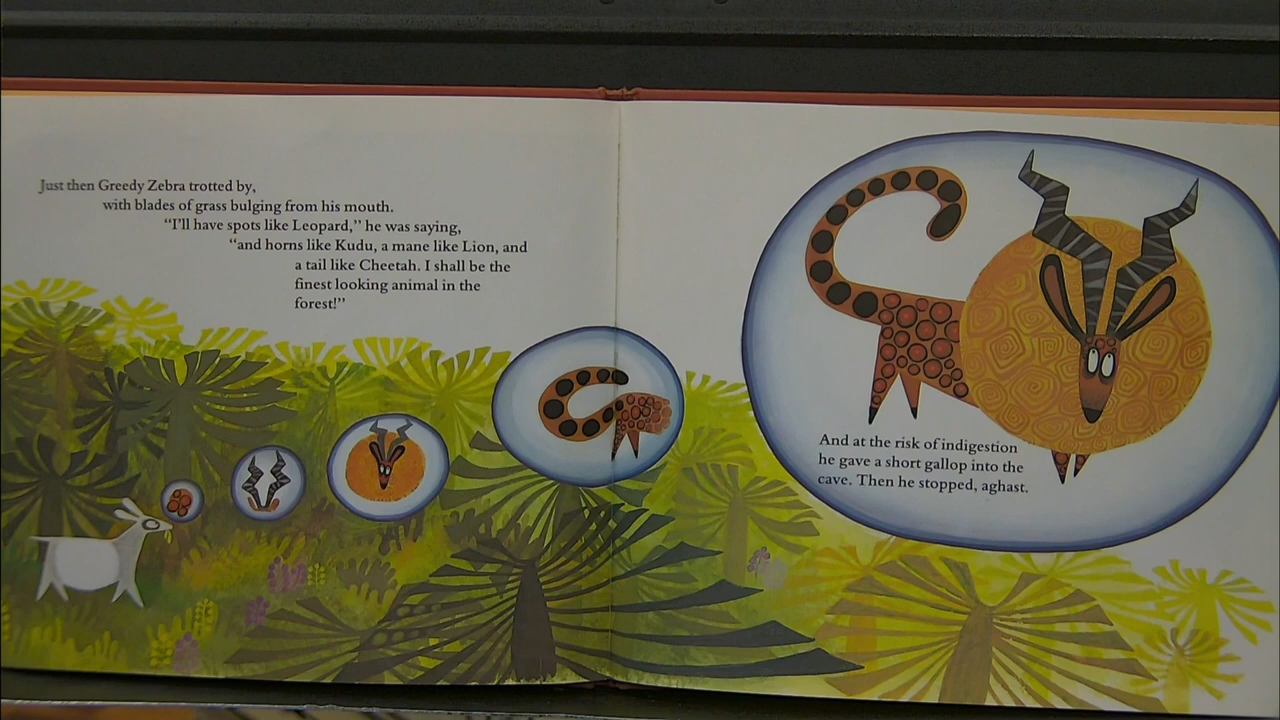 Just then Greedy Zebra trotted by,
with blades of grass bulging from his mouth.
“I’ll have spots like Leopard,” he was saying,
“and horns like Kudu, a mane like Lion, and
a tail like Cheetah. I shall be the
finest looking animal in the
forest!”
And at the risk of indigestion
he gave a short gallop into the
cave. Then he stopped, aghast.